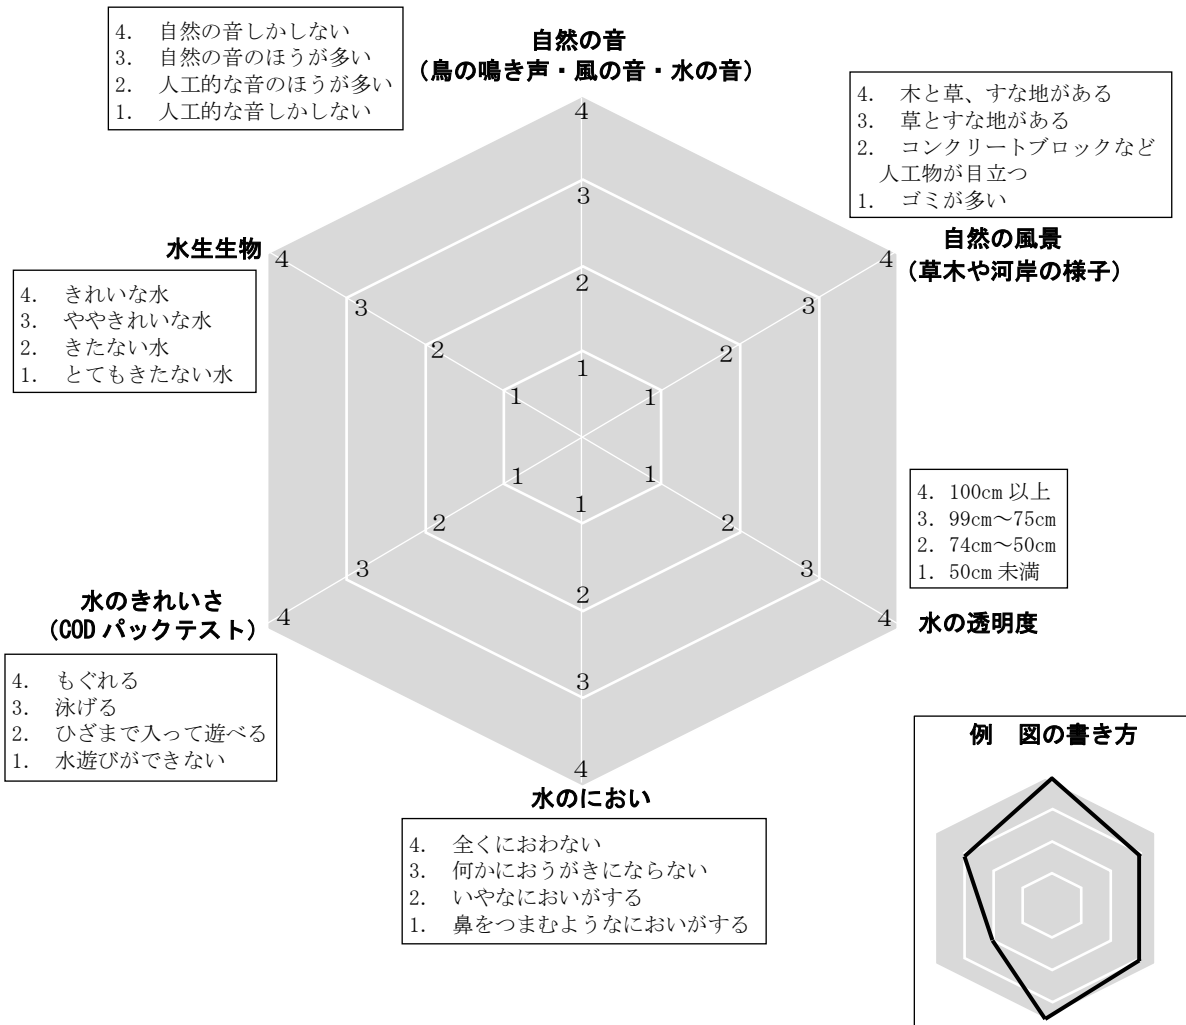 4. 自然の音しかしない
3. 自然の音のほうが多い
2. 人工的な音のほうが多い
1. 人工的な音しかしない
自然の音
(鳥の鳴き声・風の音・水の音)
4. 木と草、すな地がある
3. 草とすな地がある
2. コンクリートブロックなど
人工物が目立つ
1. ゴミが多い
自然の風景
(草木や河岸の様子)
水生生物
4. きれいな水
3. ややきれいな水
2. きたない水
1. とてもきたない水
4
3
2
1
4
3
2
1
4
3
2
1
1
2
3
4
1
2
3
4
1
2
3
4
4. 100cm 以上
3. 99cm～75cm
2. 74cm～50cm
1. 50cm 未満
水の透明度
水のきれいさ
(COD パックテスト)
4. もぐれる
3. 泳げる
2. ひざまで入って遊べる
1. 水遊びができない
水のにおい
4. 全くにおわない
3. 何かにおうがきにならない
2. いやなにおいがする
1. 鼻をつまむようなにおいがする
例 図の書き方